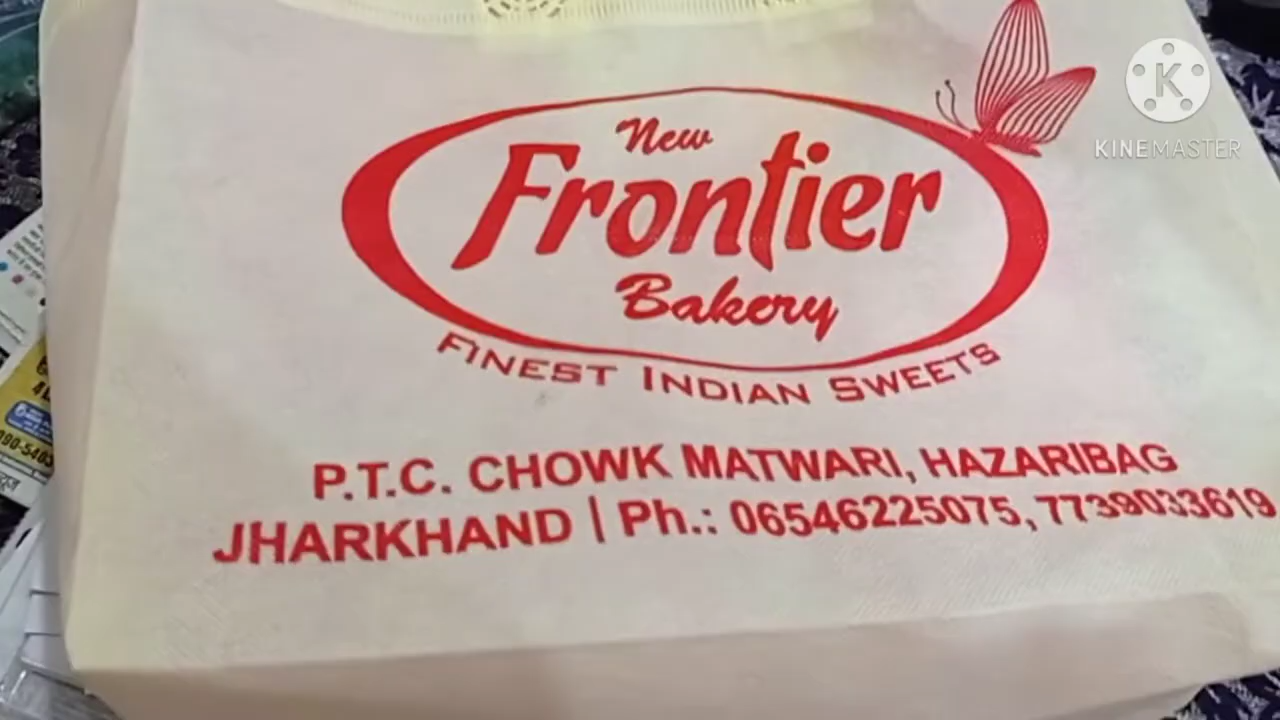 New
Frontier
Bakery
FINEST INDIAN SWEETS
P.T.C. CHOWK MATWARI, HAZARIBAG
JHARKHAND | Ph.: 06546225075, 7739033619
K
KINEMASTER